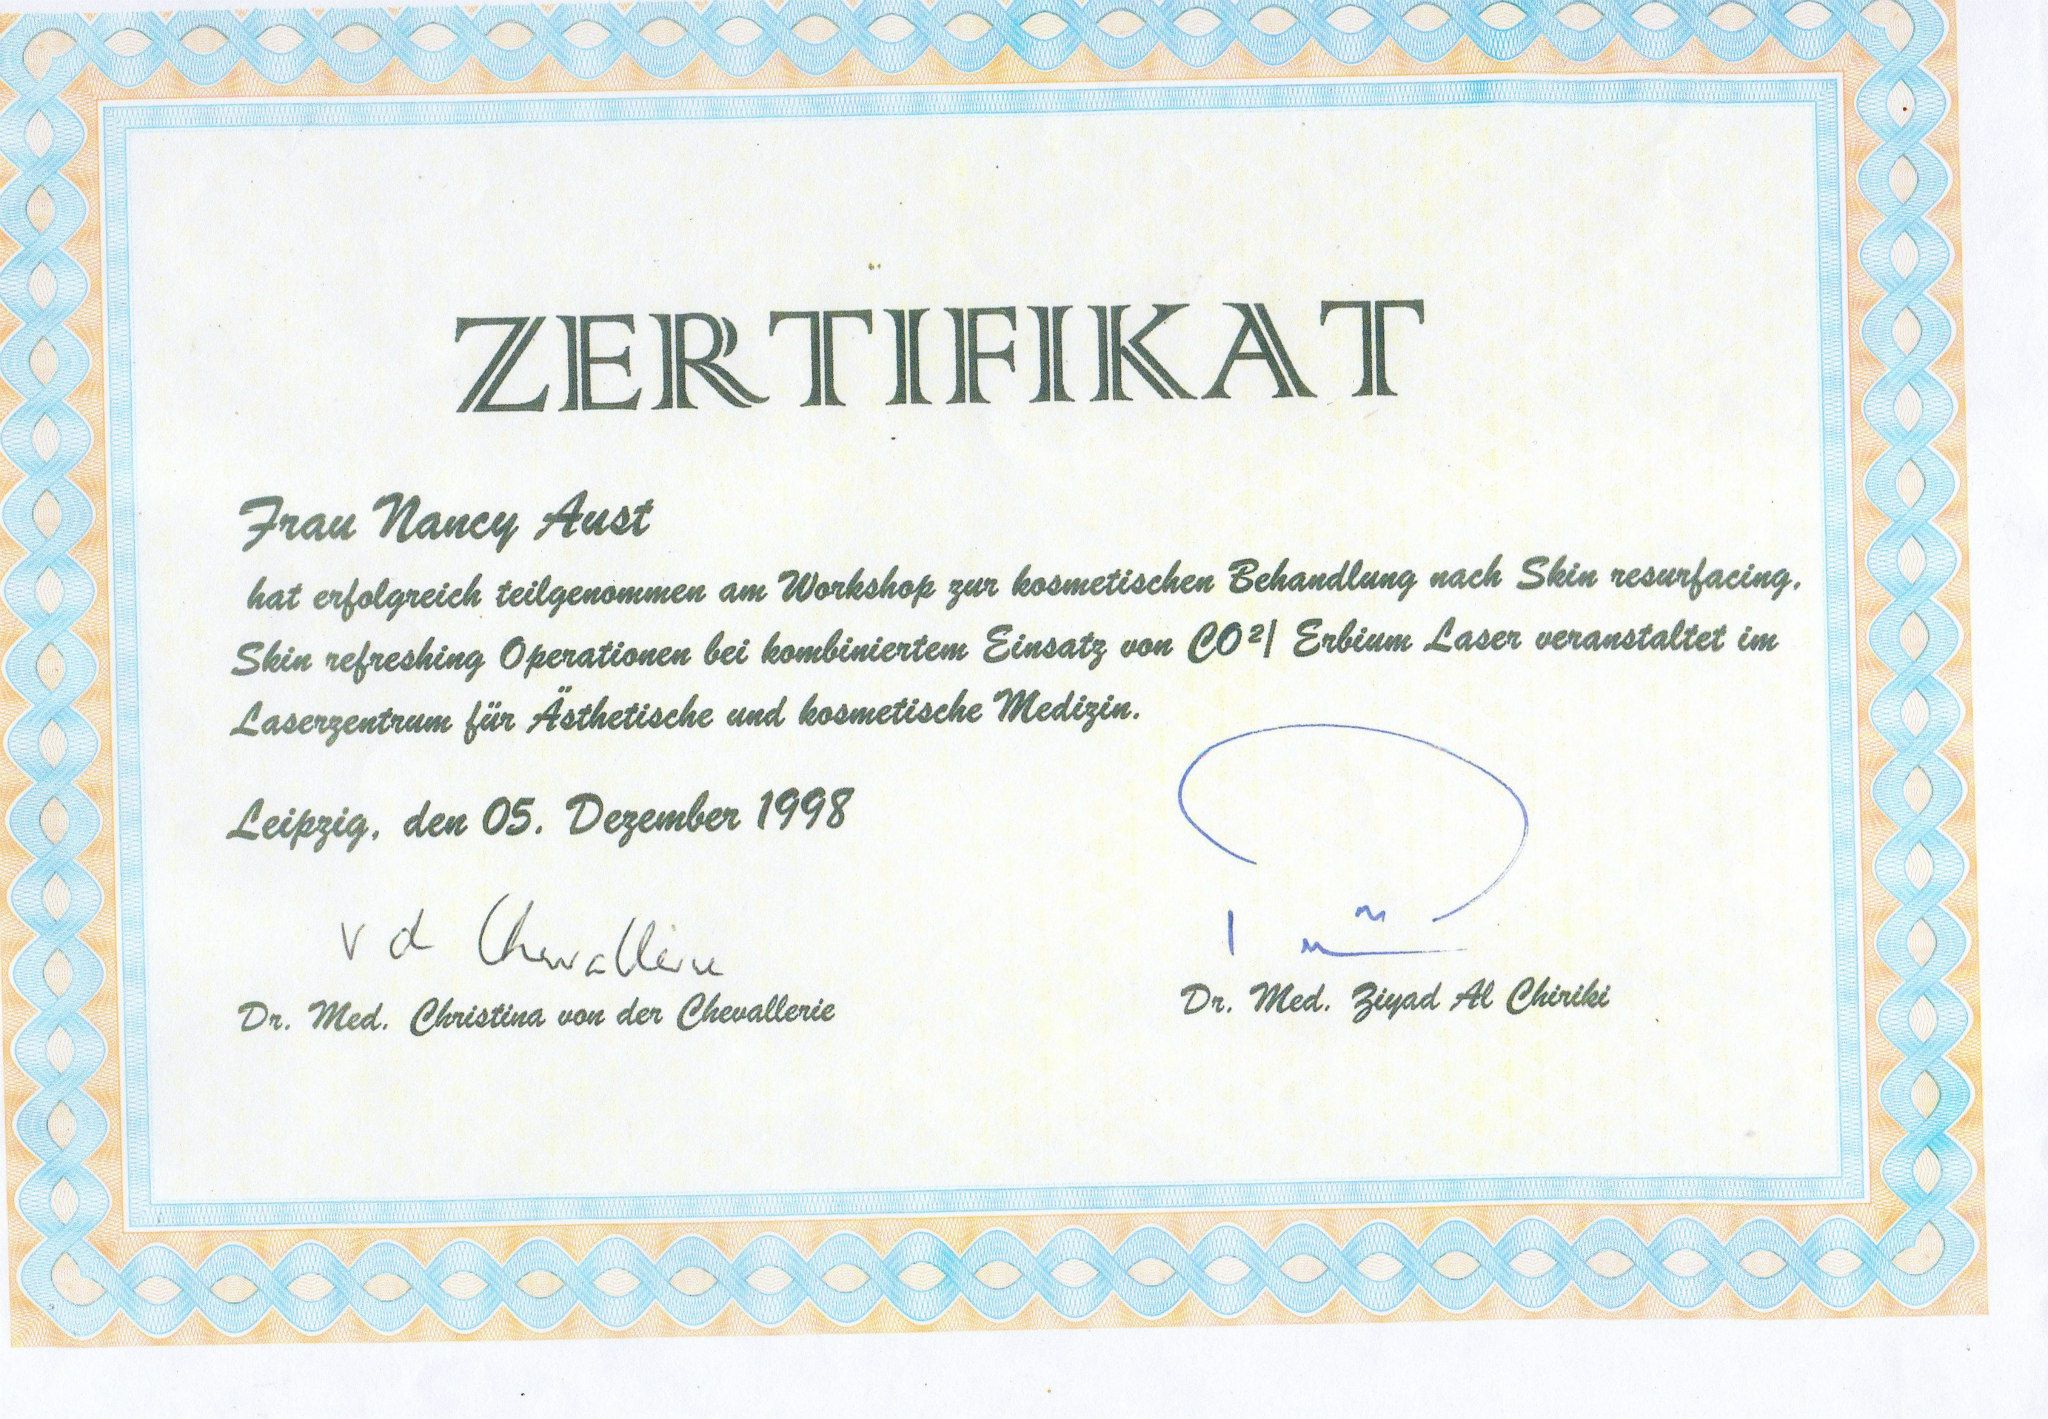 ZERTIFIKAT
Frau Nancy Aust
hat erfolgreich teilgenommen am Workshop zur kosmetischen Behandlung nach Skin resurfacing,
Skin refreshing Operationen bei kombiniertem Einsatz von CO²| Erbium Laser veranstaltet im
Laserzentrum für Ästhetische und kosmetische Medizin.
Leipzig, den 05. Dezember 1998
v d Chevallerie
Dr. Med. Christina von der Chevallerie
Dr. Med. Ziyad Al Chiriki